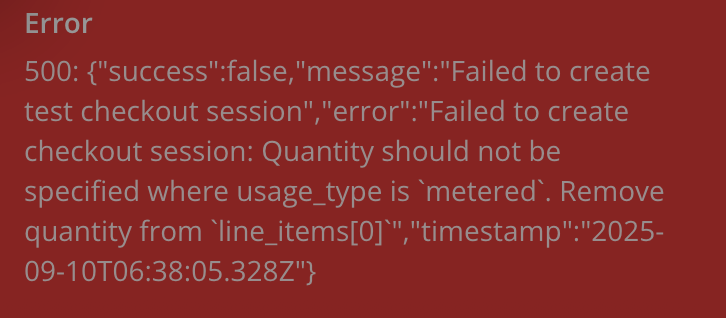 Error
500: {"success":false,"message":"Failed to create
test checkout session","error":"Failed to create
checkout session: Quantity should not be
specified where usage_type is `metered`. Remove
quantity from `line_items[0]`","timestamp":"2025-
09-10T06:38:05.328Z"}